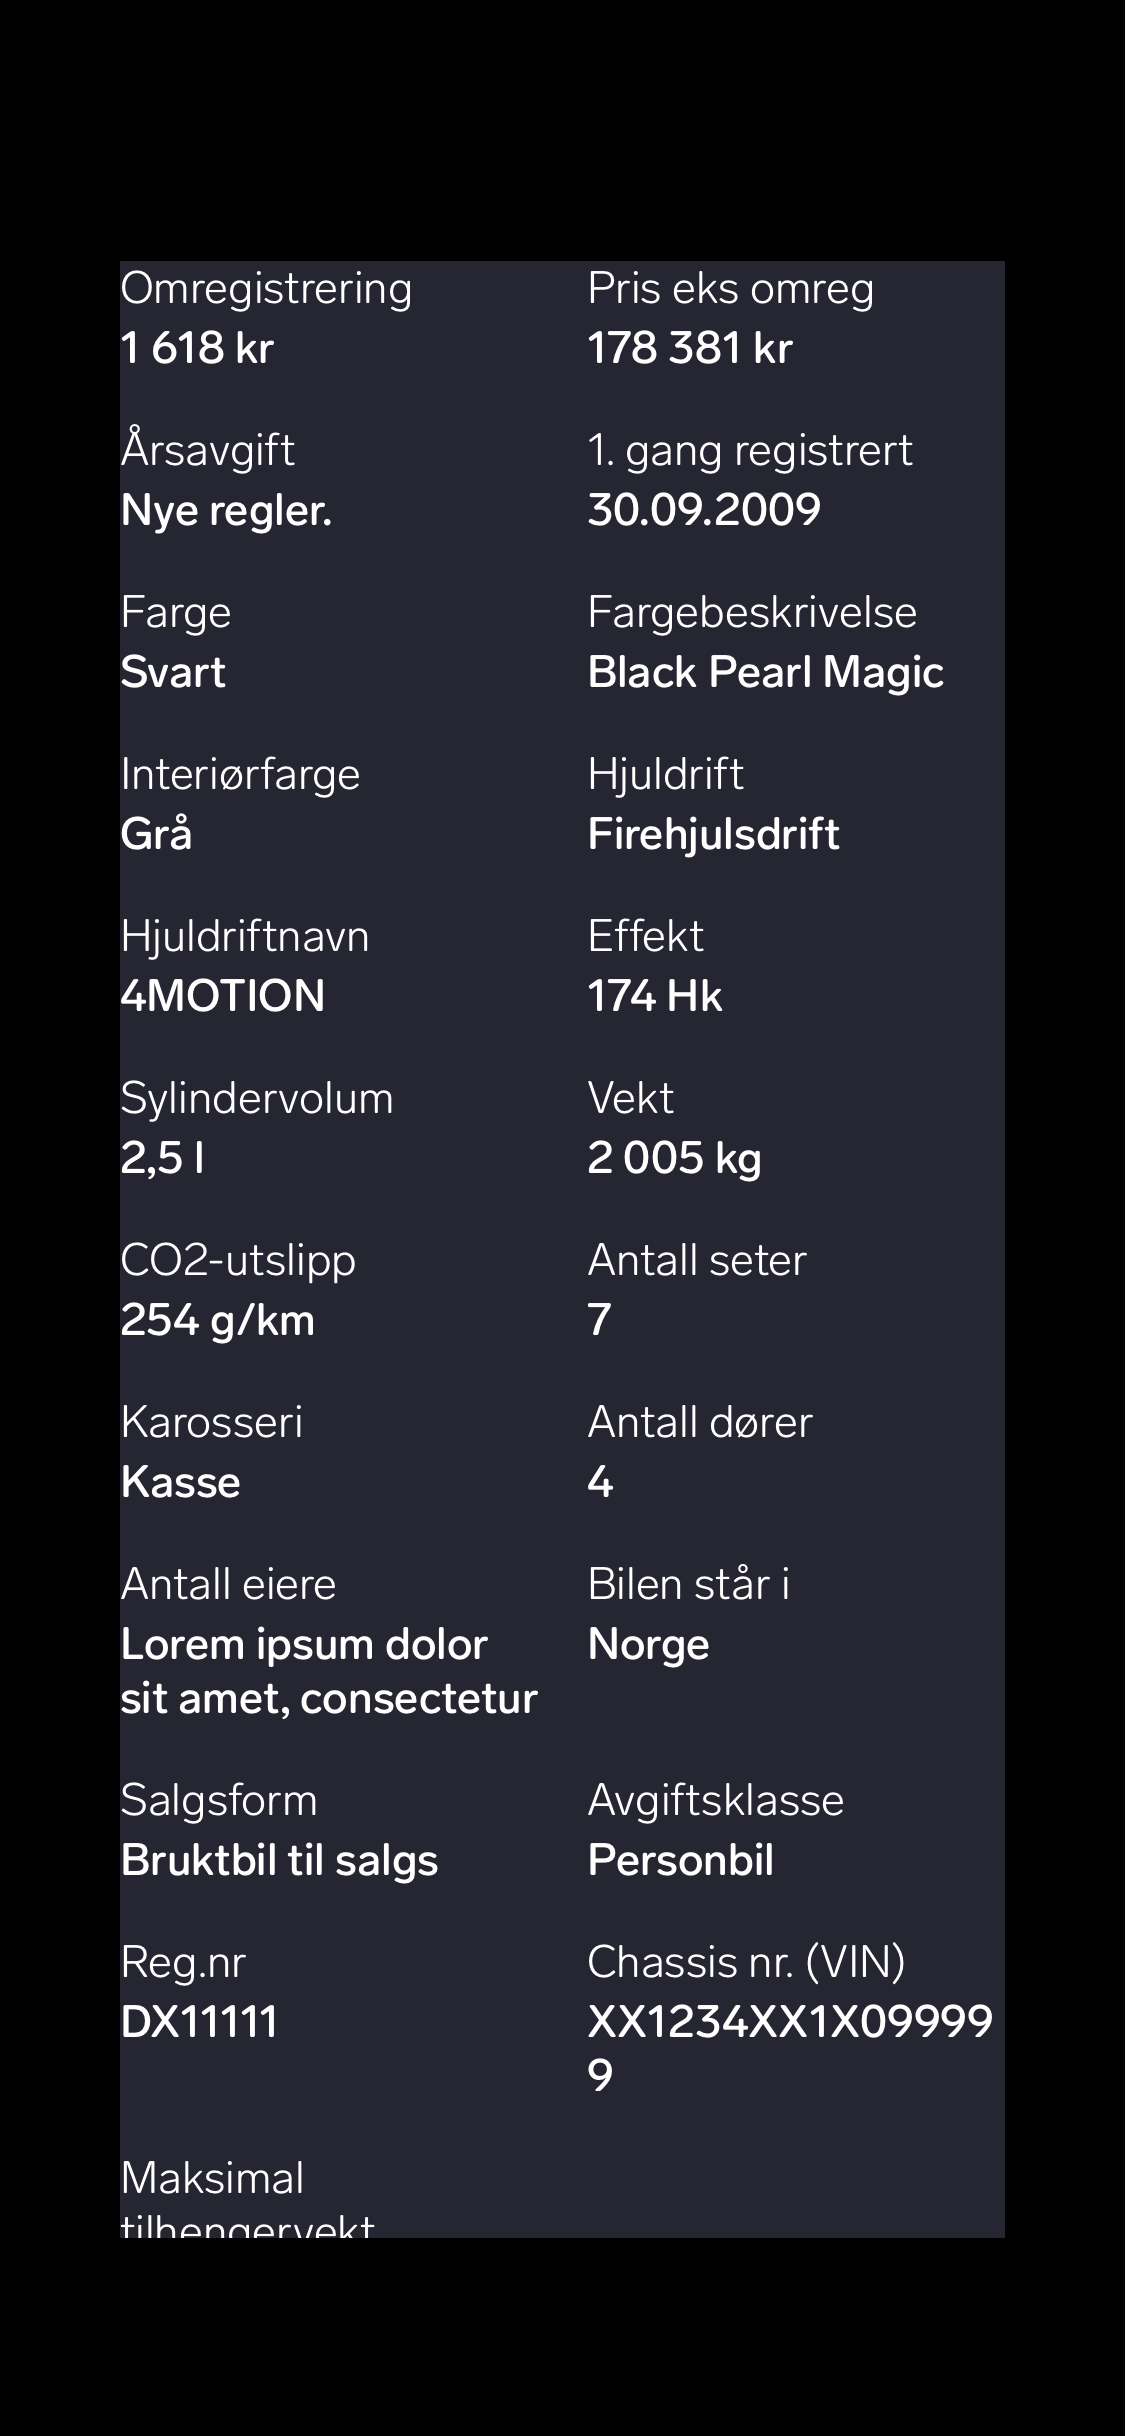 Omregistrering
1 618 kr
Pris eks omreg
178 381 kr
Årsavgift
Nye regler.
1. gang registrert
30.09.2009
Farge
Svart
Fargebeskrivelse
Black Pearl Magic
Interiørfarge
Grå
Hjuldrift
Firehjulsdrift
Hjuldriftnavn
4MOTION
Effekt
174 Hk
Sylindervolum
2,5 l
Vekt
2 005 kg
CO2-utslipp
254 g/km
Antall seter
7
Karosseri
Kasse
Antall dører
4
Antall eiere
Lorem ipsum dolor
sit amet, consectetur
Bilen står i
Norge
Salgsform
Bruktbil til salgs
Avgiftsklasse
Personbil
Reg.nr
DX11111
Chassis nr. (VIN)
XX1234XX1X09999
9
Maksimal
tilhengervekt